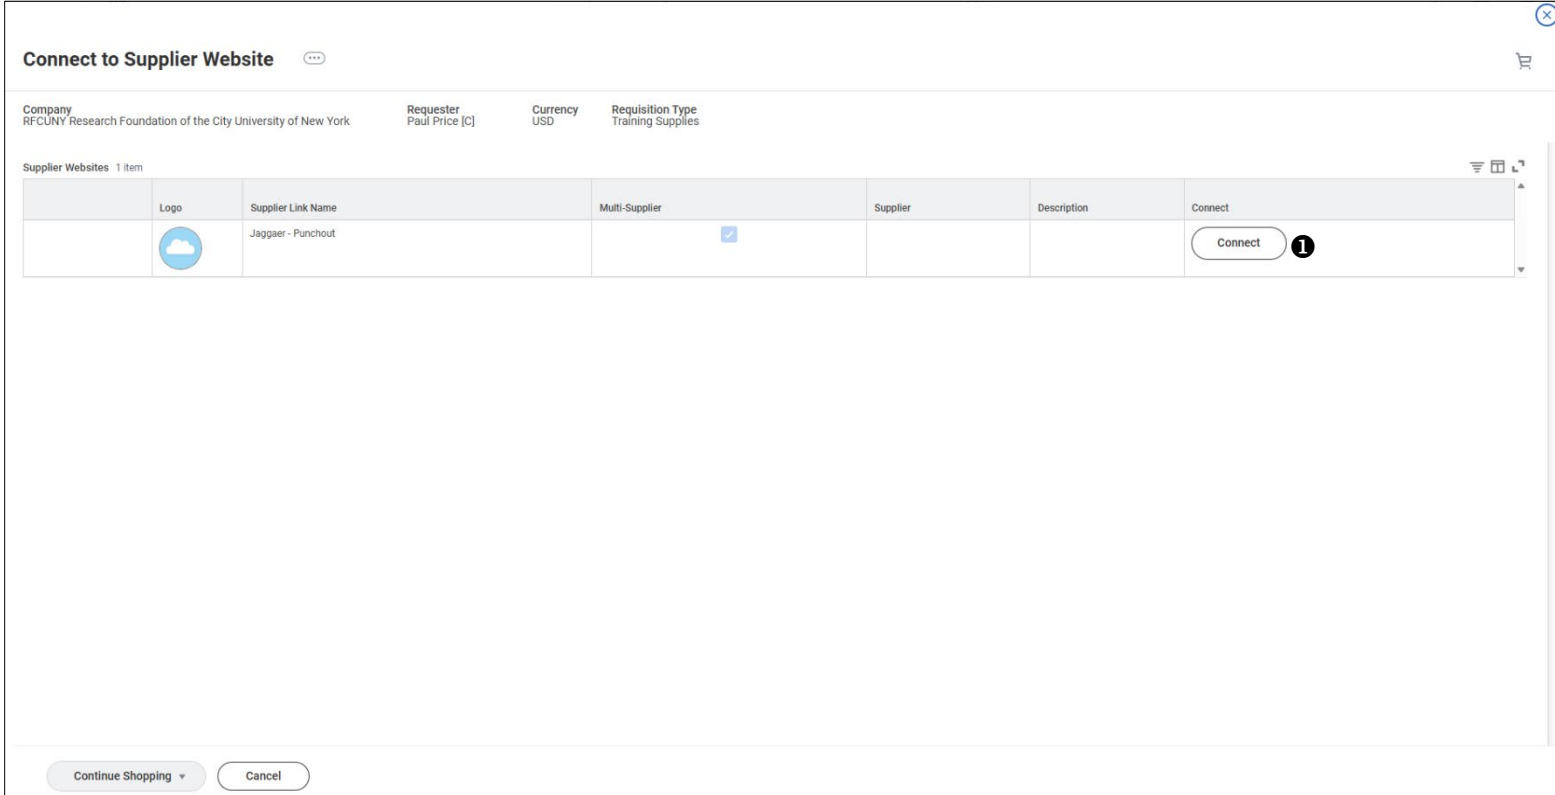 Connect to Supplier Website
Company Requester Currency Requisition Type
RFCUNY Research Foundation of the City University of New York Paul Price [C] USD Training Supplies
Supplier Websites 1 item
Logo Supplier Link Name Multi-Supplier Supplier Description Connect
Jaggaer - Punchout Connect ❶
Continue Shopping Cancel